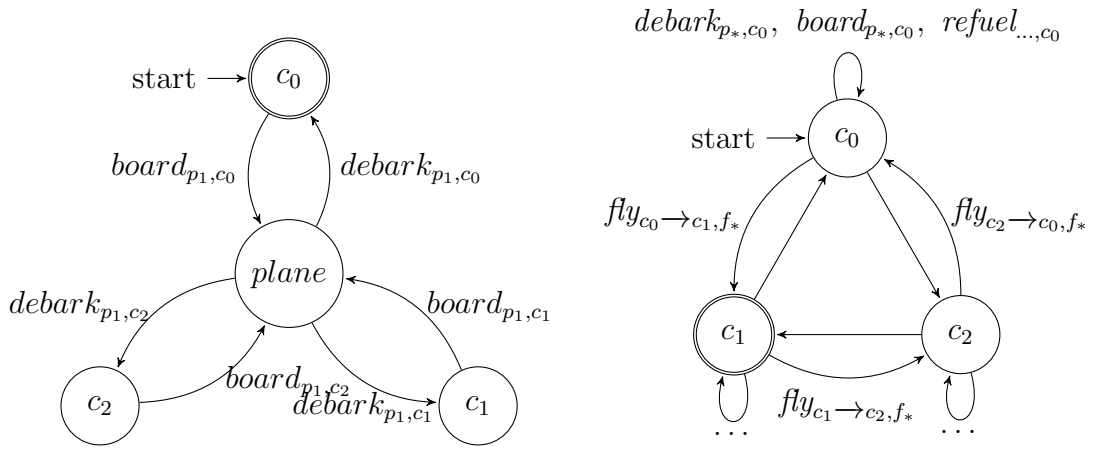 start
c₀
board_{p₁,c₀}
debark_{p₁,c₀}
plane
debark_{p₁,c₂}
board_{p₁,c₁}
board_{p₁,c₂}
debark_{p₁,c₁}
c₂
c₁
debark_{p*,c₀}, board_{p*,c₀}, refuel_{...,c₀}
start
c₀
fly_{c₀→c₁,f*}
fly_{c₂→c₀,f*}
c₁
c₂
fly_{c₁→c₂,f*}
...
...